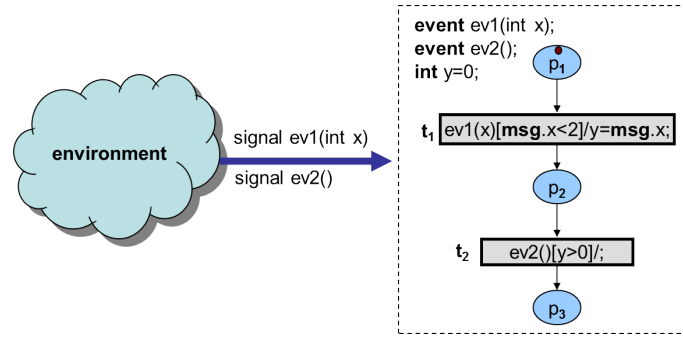 environment
signal ev1(int x)
signal ev2()
event ev1(int x);
event ev2();
int y=0;
p1
t1
ev1(x)[msg.x<2]/y=msg.x;
p2
t2
ev2()[y>0]/;
p3